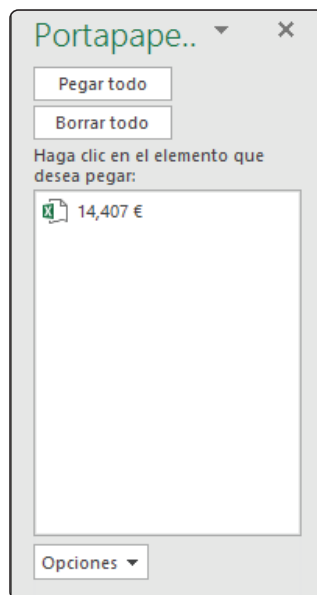 Portapape..
Pegar todo
Borrar todo
Haga clic en el elemento que
desea pegar:
14,407 €
Opciones